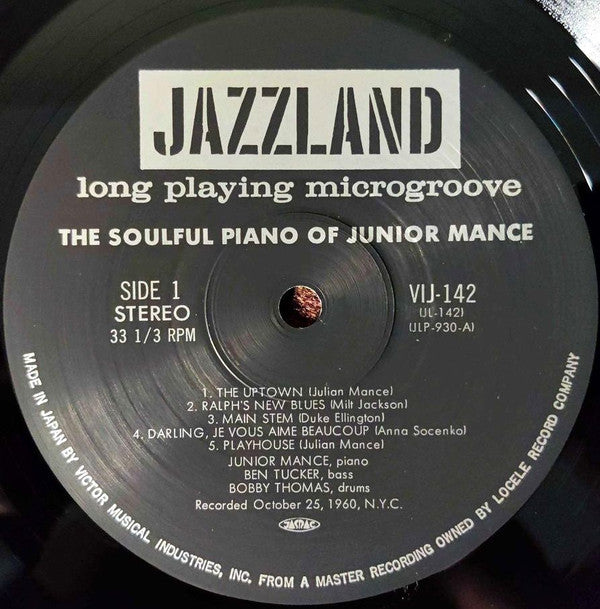 JAZZLAND
long playing microgroove
THE SOULFUL PIANO OF JUNIOR MANCE
SIDE 1
STEREO
33 1/3 RPM
VIJ-142
(JL-142)
(JLP-930-A)
1. THE UPTOWN (Julian Mance)
2. RALPH'S NEW BLUES (Milt Jackson)
3. MAIN STEM (Duke Ellington)
4. DARLING, JE VOUS AIME BEAUCOUP (Anna Socenko)
5. PLAYHOUSE (Julian Mance)
JUNIOR MANCE, piano
BEN TUCKER, bass
BOBBY THOMAS, drums
Recorded October 25, 1960, N.Y.C.
JASRAC
MADE IN JAPAN BY VICTOR MUSICAL INDUSTRIES, INC. FROM A MASTER RECORDING OWNED BY LOCELE RECORD COMPANY